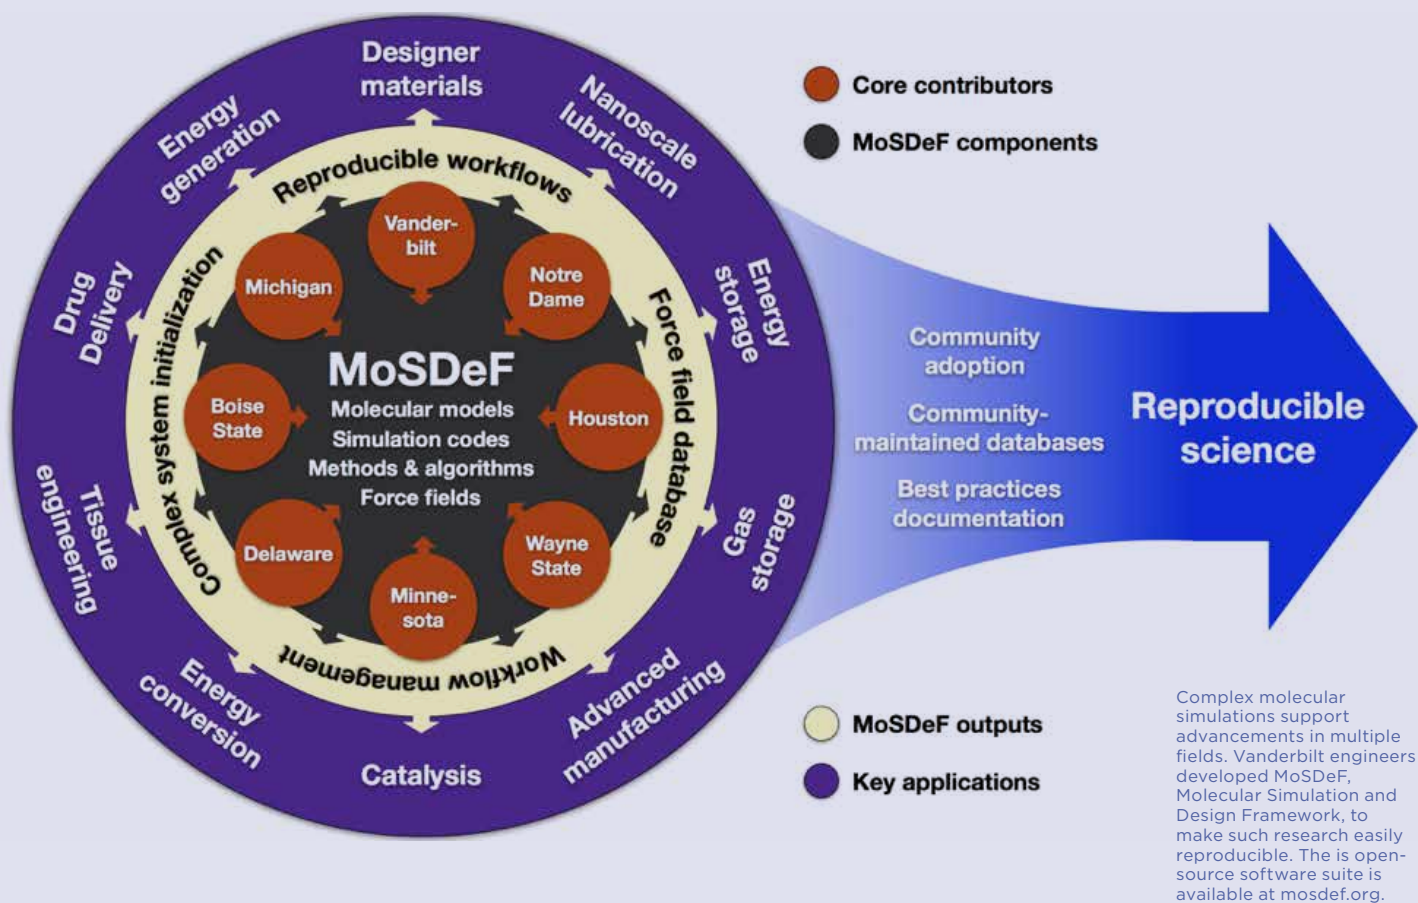 Designer
materials
Nanoscale
lubrication
Energy
storage
Gas
storage
Advanced
manufacturing
Catalysis
Energy
conversion
Tissue
engineering
Drug
Delivery
Energy
generation
Reproducible workflows
Force field database
Workflow management
Complex system initialization
Vander-
bilt
Notre
Dame
Houston
Wayne
State
Minne-
sota
Delaware
Boise
State
Michigan
MoSDeF
Molecular models
Simulation codes
Methods & algorithms
Force fields
Core contributors
MoSDeF components
Community
adoption
Community-
maintained databases
Best practices
documentation
Reproducible
science
MoSDeF outputs
Key applications
Complex molecular
simulations support
advancements in multiple
fields. Vanderbilt engineers
developed MoSDeF,
Molecular Simulation and
Design Framework, to
make such research easily
reproducible. The is open-
source software suite is
available at mosdef.org.